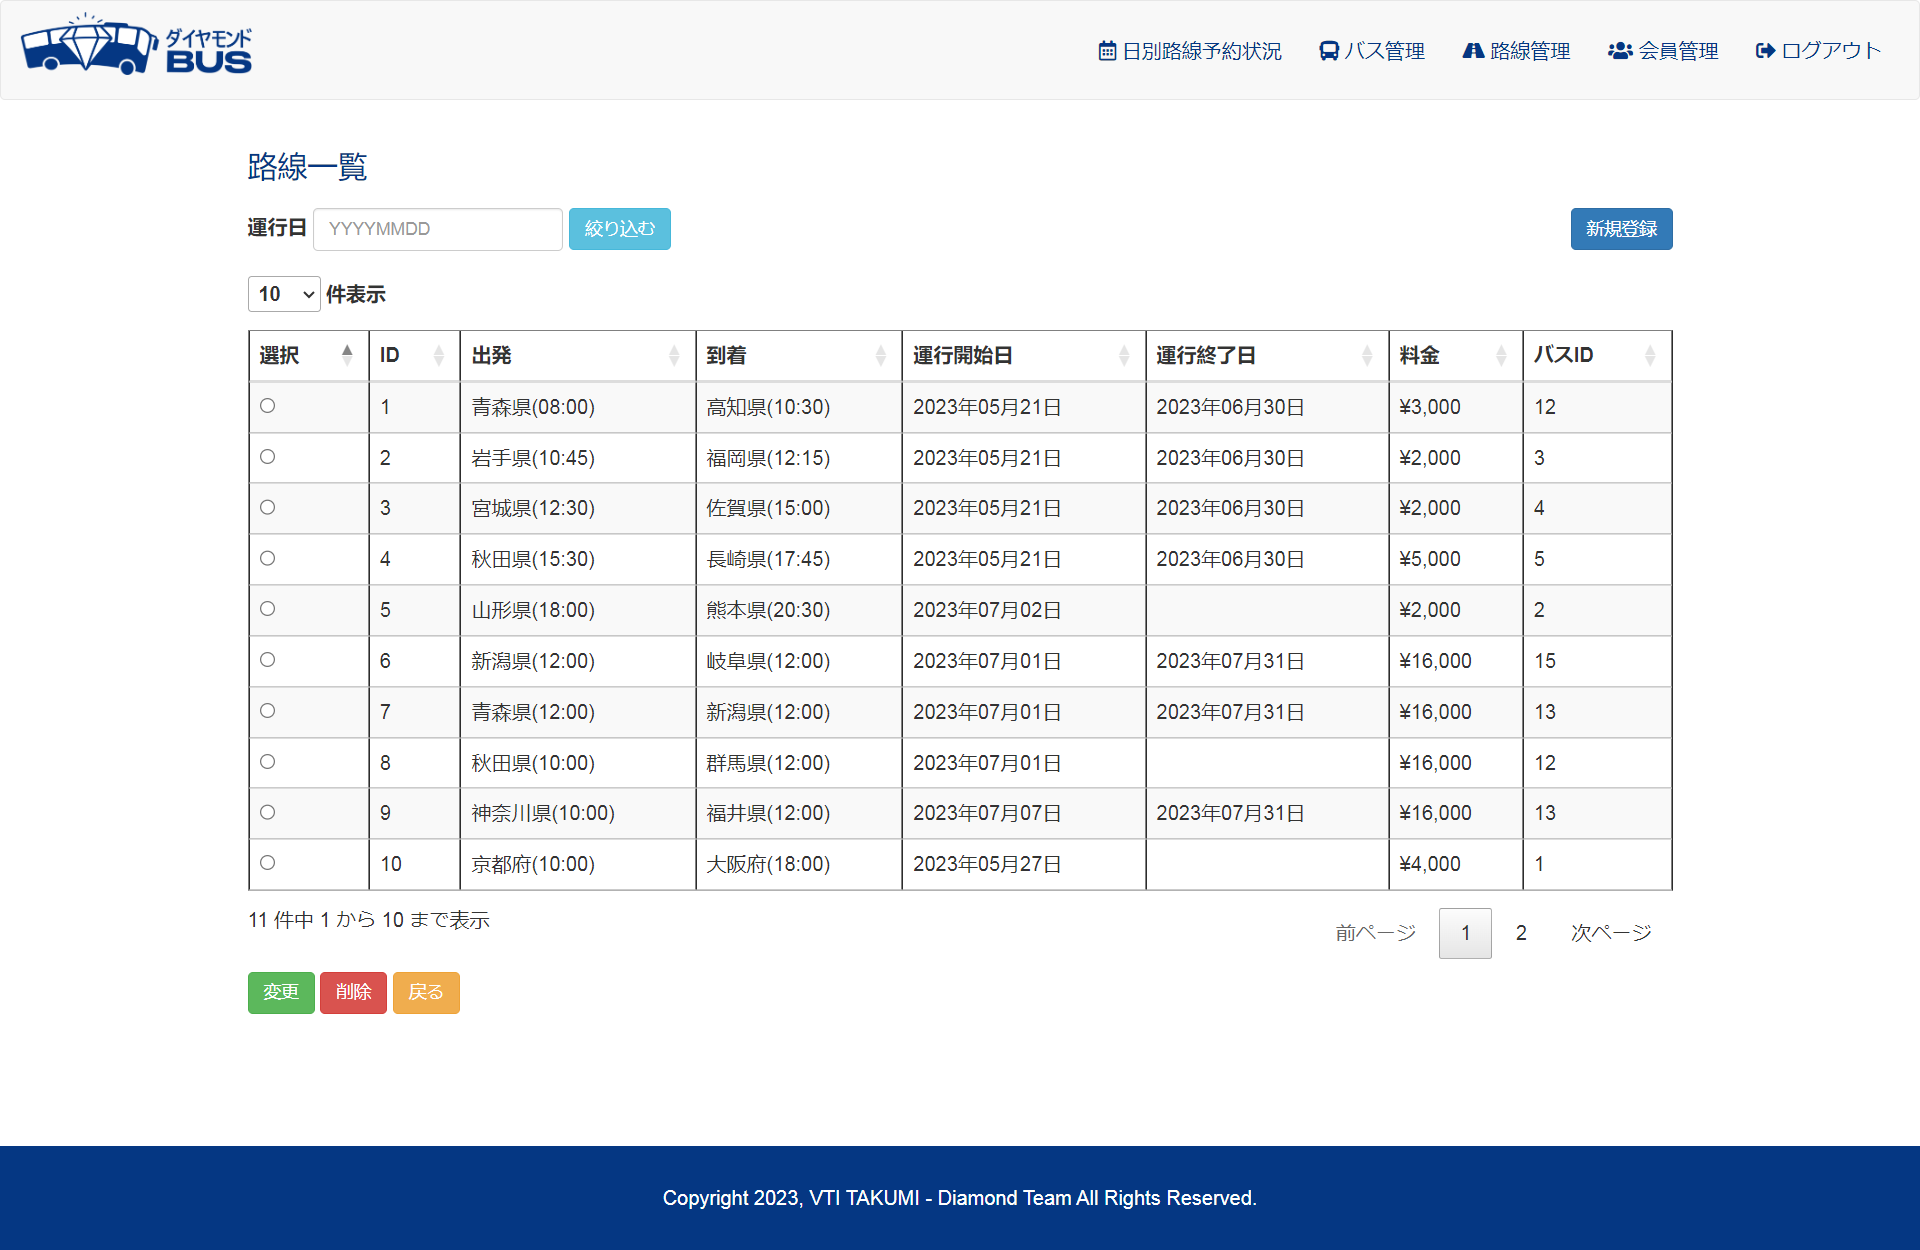 ダイヤモンド
BUS
日別路線予約状況 バス管理 路線管理 会員管理 ログアウト
路線一覧
運行日 YYYYMMDD 絞り込む 新規登録
10 件表示
選択 ID 出発 到着 運行開始日 運行終了日 料金 バスID
1 青森県(08:00) 高知県(10:30) 2023年05月21日 2023年06月30日 ¥3,000 12
2 岩手県(10:45) 福岡県(12:15) 2023年05月21日 2023年06月30日 ¥2,000 3
3 宮城県(12:30) 佐賀県(15:00) 2023年05月21日 2023年06月30日 ¥2,000 4
4 秋田県(15:30) 長崎県(17:45) 2023年05月21日 2023年06月30日 ¥5,000 5
5 山形県(18:00) 熊本県(20:30) 2023年07月02日 ¥2,000 2
6 新潟県(12:00) 岐阜県(12:00) 2023年07月01日 2023年07月31日 ¥16,000 15
7 青森県(12:00) 新潟県(12:00) 2023年07月01日 2023年07月31日 ¥16,000 13
8 秋田県(10:00) 群馬県(12:00) 2023年07月01日 ¥16,000 12
9 神奈川県(10:00) 福井県(12:00) 2023年07月07日 2023年07月31日 ¥16,000 13
10 京都府(10:00) 大阪府(18:00) 2023年05月27日 ¥4,000 1
11 件中 1 から 10 まで表示
前ページ 1 2 次ページ
変更 削除 戻る
Copyright 2023, VTI TAKUMI - Diamond Team All Rights Reserved.